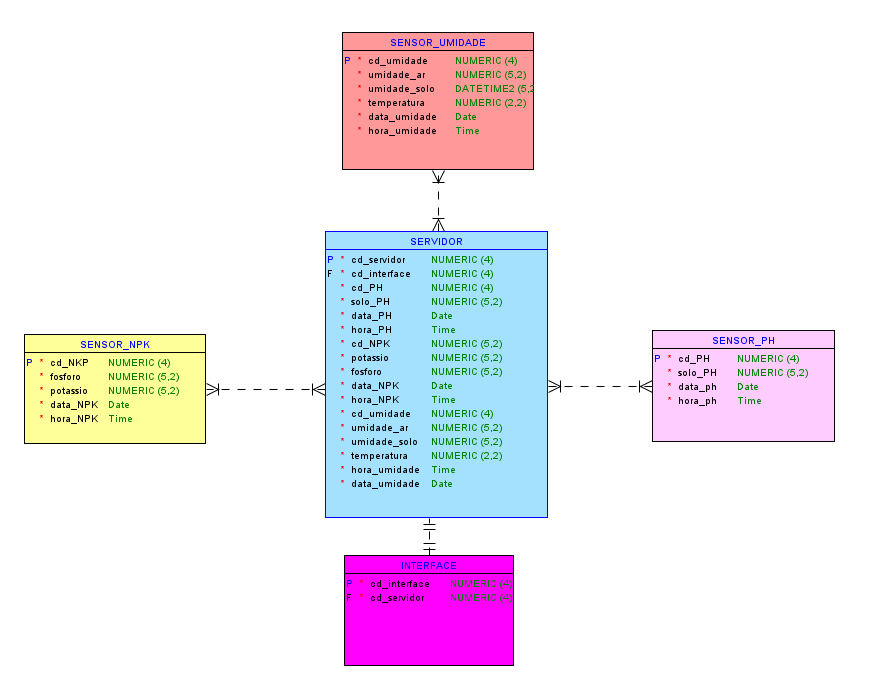 SENSOR_UMIDADE
P * cd_umidade NUMERIC (4)
* umidade_ar NUMERIC (5,2)
* umidade_solo DATETIME2 (5,2
* temperatura NUMERIC (2,2)
* data_umidade Date
* hora_umidade Time
SERVIDOR
P * cd_servidor NUMERIC (4)
F * cd_interface NUMERIC (4)
* cd_PH NUMERIC (4)
* solo_PH NUMERIC (5,2)
* data_PH Date
* hora_PH Time
* cd_NPK NUMERIC (5,2)
* potassio NUMERIC (5,2)
* fosforo NUMERIC (5,2)
* data_NPK Date
* hora_NPK Time
* cd_umidade NUMERIC (4)
* umidade_ar NUMERIC (5,2)
* umidade_solo NUMERIC (5,2)
* temperatura NUMERIC (2,2)
* hora_umidade Time
* data_umidade Date
SENSOR_NPK
P * cd_NKP NUMERIC (4)
* fosforo NUMERIC (5,2)
* potassio NUMERIC (5,2)
* data_NPK Date
* hora_NPK Time
SENSOR_PH
P * cd_PH NUMERIC (4)
* solo_PH NUMERIC (5,2)
* data_ph Date
* hora_ph Time
INTERFACE
P * cd_interface NUMERIC (4)
F * cd_servidor NUMERIC (4)